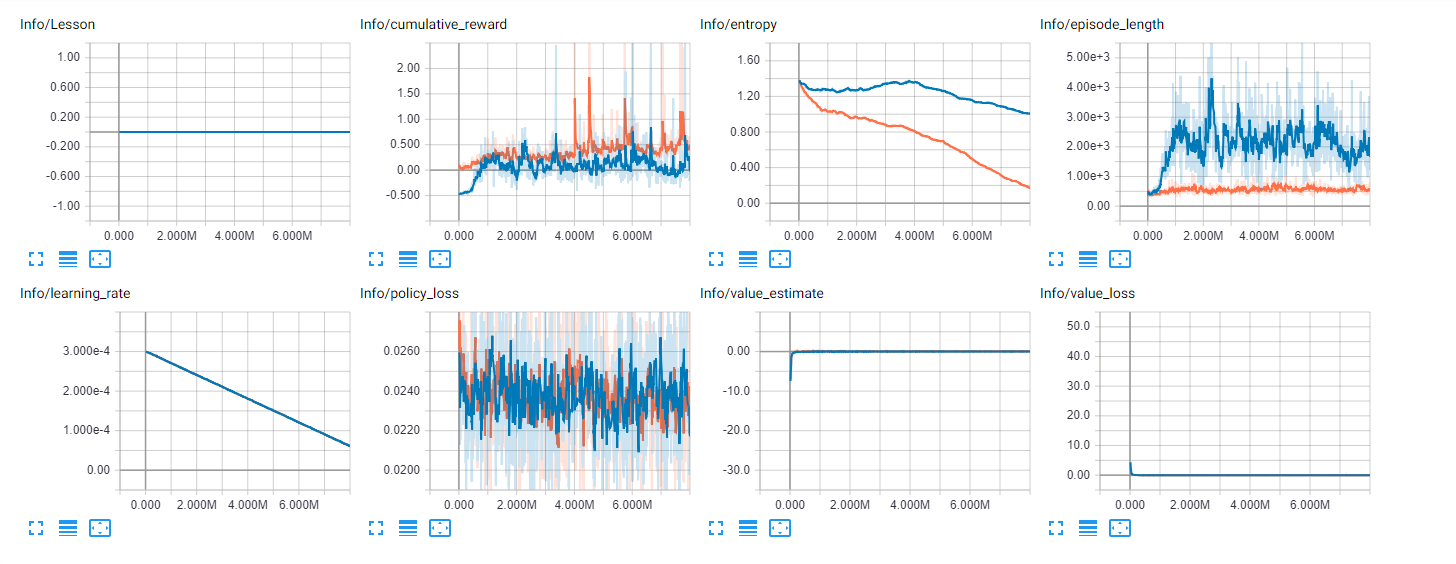 Info/Lesson
1.00
0.600
0.200
-0.200
-0.600
-1.00
0.000 2.000M 4.000M 6.000M
Info/cumulative_reward
2.00
1.50
1.00
0.500
0.00
-0.500
0.000 2.000M 4.000M 6.000M
Info/entropy
1.60
1.20
0.800
0.400
0.00
0.000 2.000M 4.000M 6.000M
Info/episode_length
5.00e+3
4.00e+3
3.00e+3
2.00e+3
1.00e+3
0.00
0.000 2.000M 4.000M 6.000M
Info/learning_rate
3.000e-4
2.000e-4
1.000e-4
0.00
0.000 2.000M 4.000M 6.000M
Info/policy_loss
0.0260
0.0240
0.0220
0.0200
0.000 2.000M 4.000M 6.000M
Info/value_estimate
0.00
-10.0
-20.0
-30.0
0.000 2.000M 4.000M 6.000M
Info/value_loss
50.0
40.0
30.0
20.0
10.0
0.00
0.000 2.000M 4.000M 6.000M